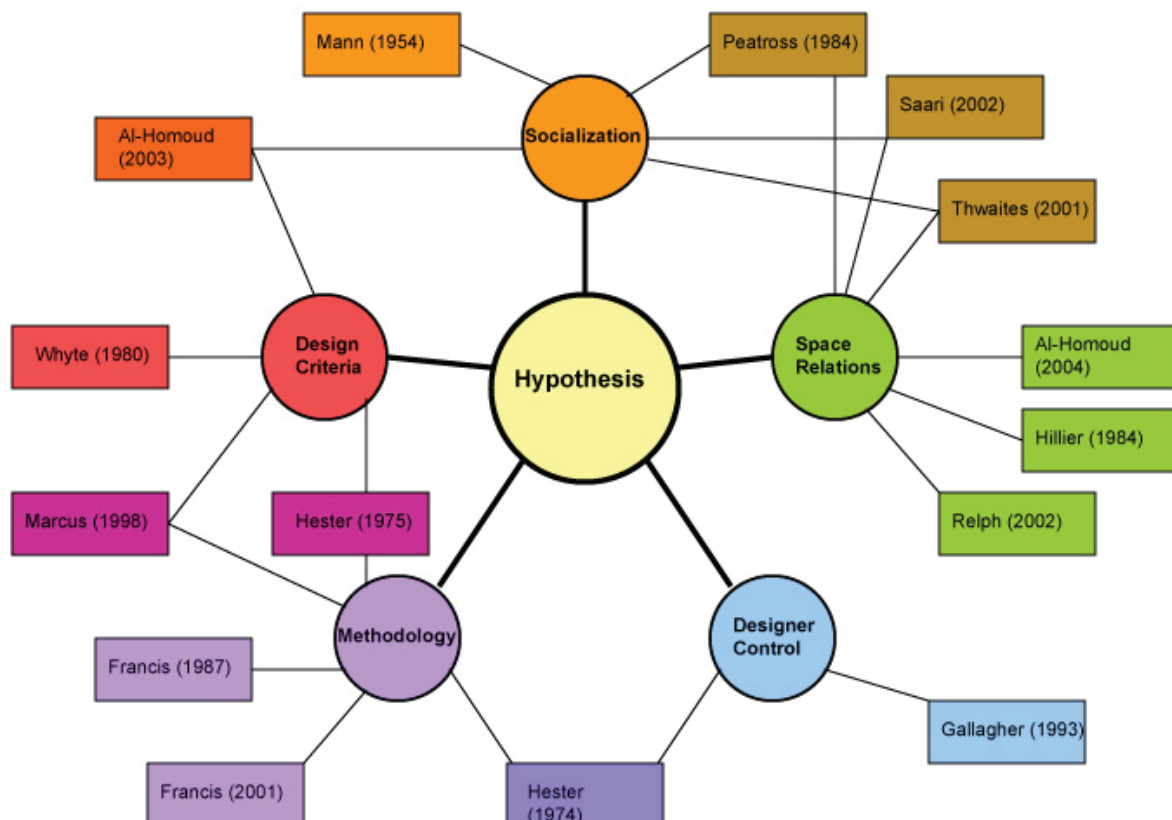 Mann (1954)
Peatross (1984)
Saari (2002)
Al-Homoud
(2003)
Socialization
Thwaites (2001)
Whyte (1980)
Design
Criteria
Hypothesis
Space
Relations
Al-Homoud
(2004)
Hillier (1984)
Marcus (1998)
Hester (1975)
Relph (2002)
Methodology
Designer
Control
Francis (1987)
Gallagher (1993)
Francis (2001)
Hester
(1974)